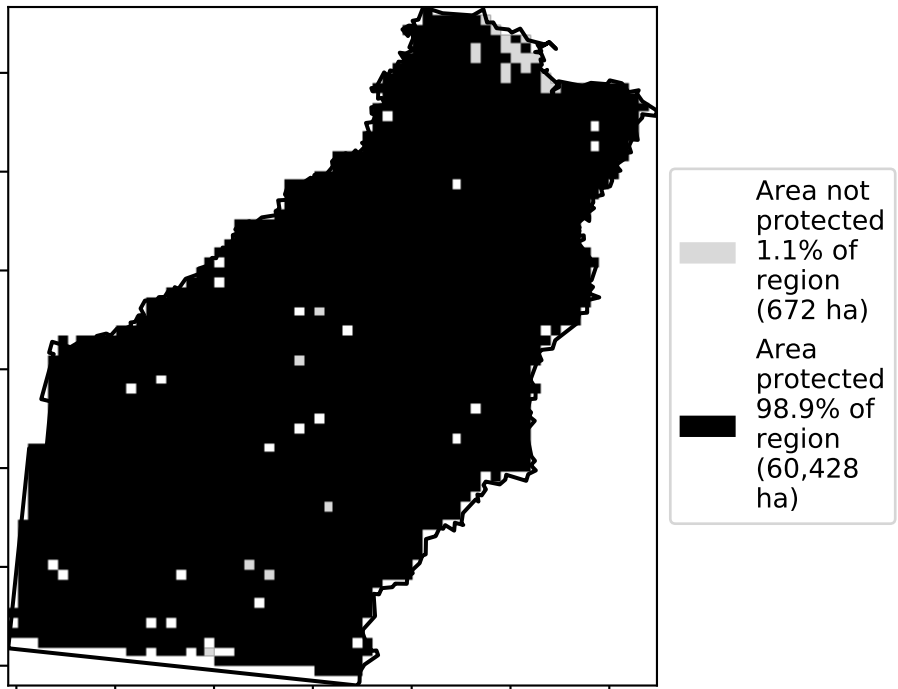 Area not
protected
1.1% of
region
(672 ha)
Area
protected
98.9% of
region
(60,428
ha)